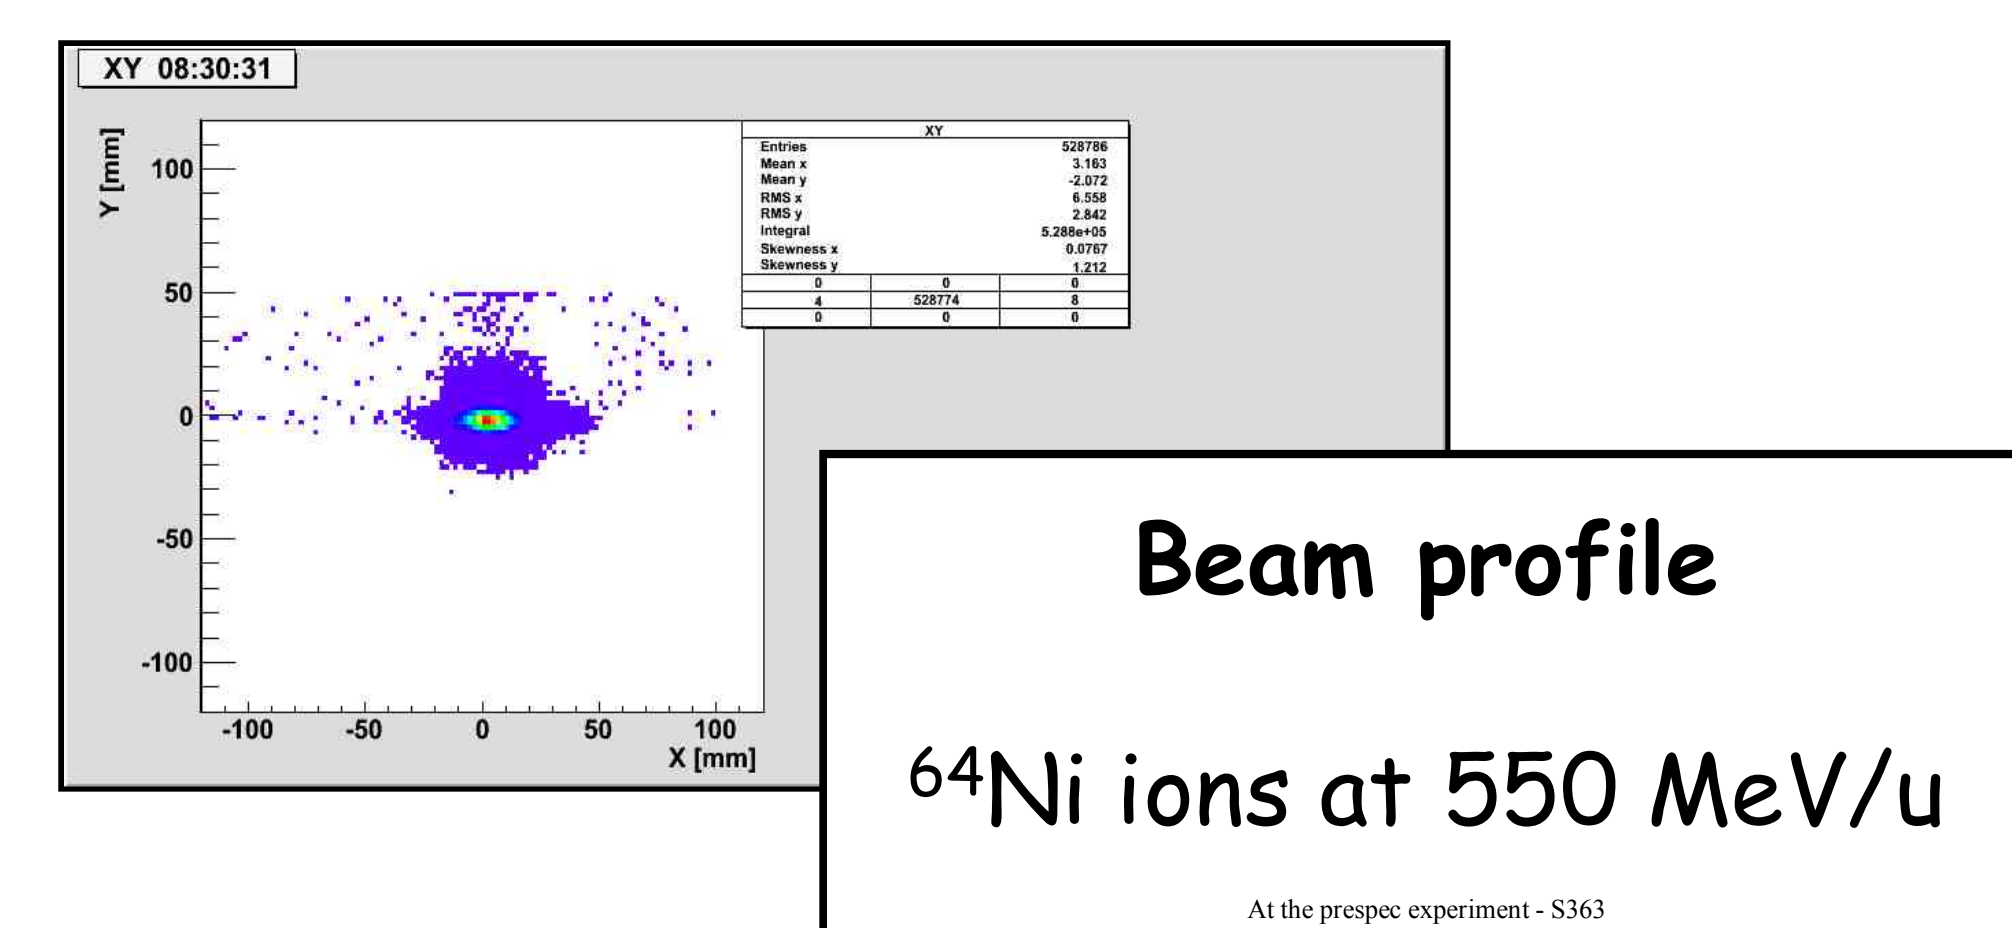 XY 08:30:31
Y [mm]
XY
Entries 528786
Mean x 3.163
Mean y -2.072
RMS x 6.558
RMS y 2.842
Integral 5.288e+05
Skewness x 0.0767
Skewness y 1.212
0 0 0
4 528774 8
0 0 0
100
50
0
-50
-100
-100 -50 0 50 100
X [mm]
Beam profile
⁶⁴Ni ions at 550 MeV/u
At the prespec experiment - S363